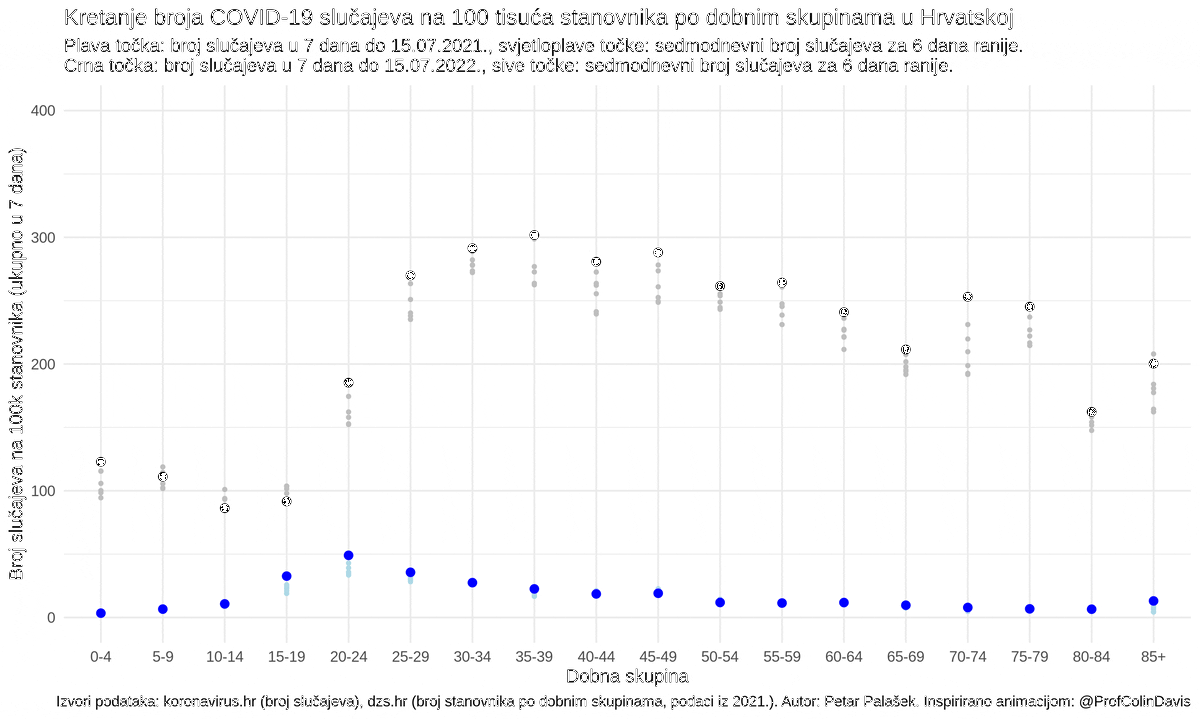 Kretanje broja COVID-19 slučajeva na 100 tisuća stanovnika po dobnim skupinama u Hrvatskoj
Plava točka: broj slučajeva u 7 dana do 15.07.2021., svjetloplave točke: sedmodnevni broj slučajeva za 6 dana ranije.
Crna točka: broj slučajeva u 7 dana do 15.07.2022., sive točke: sedmodnevni broj slučajeva za 6 dana ranije.
Broj slučajeva na 100k stanovnika (ukupno u 7 dana)
400
300
200
100
0
0-4 5-9 10-14 15-19 20-24 25-29 30-34 35-39 40-44 45-49 50-54 55-59 60-64 65-69 70-74 75-79 80-84 85+
Dobna skupina
Izvori podataka: koronavirus.hr (broj slučajeva), dzs.hr (broj stanovnika po dobnim skupinama, podaci iz 2021.). Autor: Petar Palašek. Inspirirano animacijom: @ProfColinDavis